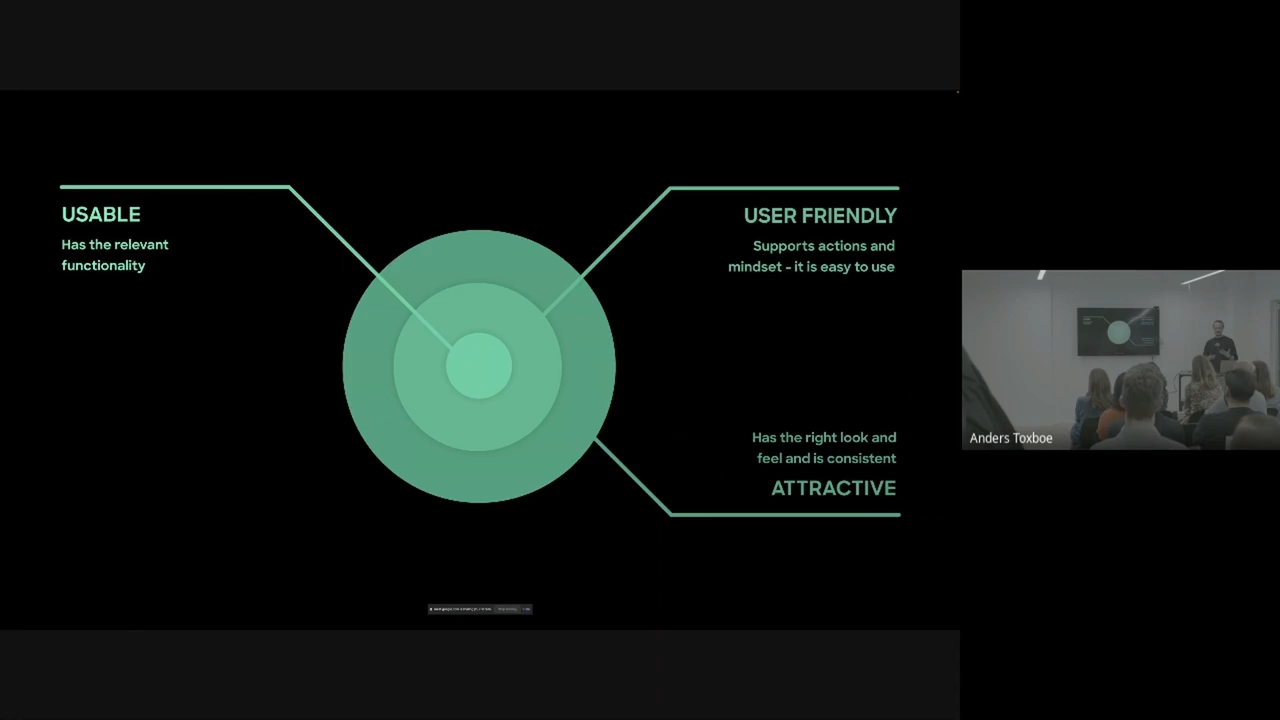 USABLE
Has the relevant
functionality
USER FRIENDLY
Supports actions and
mindset - it is easy to use
Has the right look and
feel and is consistent
ATTRACTIVE
Anders Toxboe